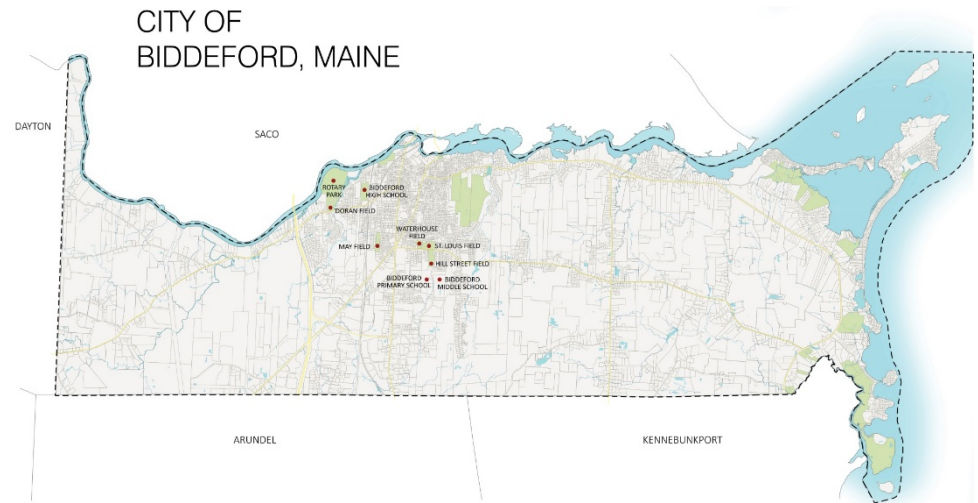 CITY OF
BIDDEFORD, MAINE
DAYTON
SACO
ROTARY
PARK
BIDDEFORD
HIGH SCHOOL
DORAN FIELD
WATERHOUSE
FIELD
MAY FIELD
ST. LOUIS FIELD
HILL STREET FIELD
BIDDEFORD
PRIMARY SCHOOL
BIDDEFORD
MIDDLE SCHOOL
ARUNDEL
KENNEBUNKPORT